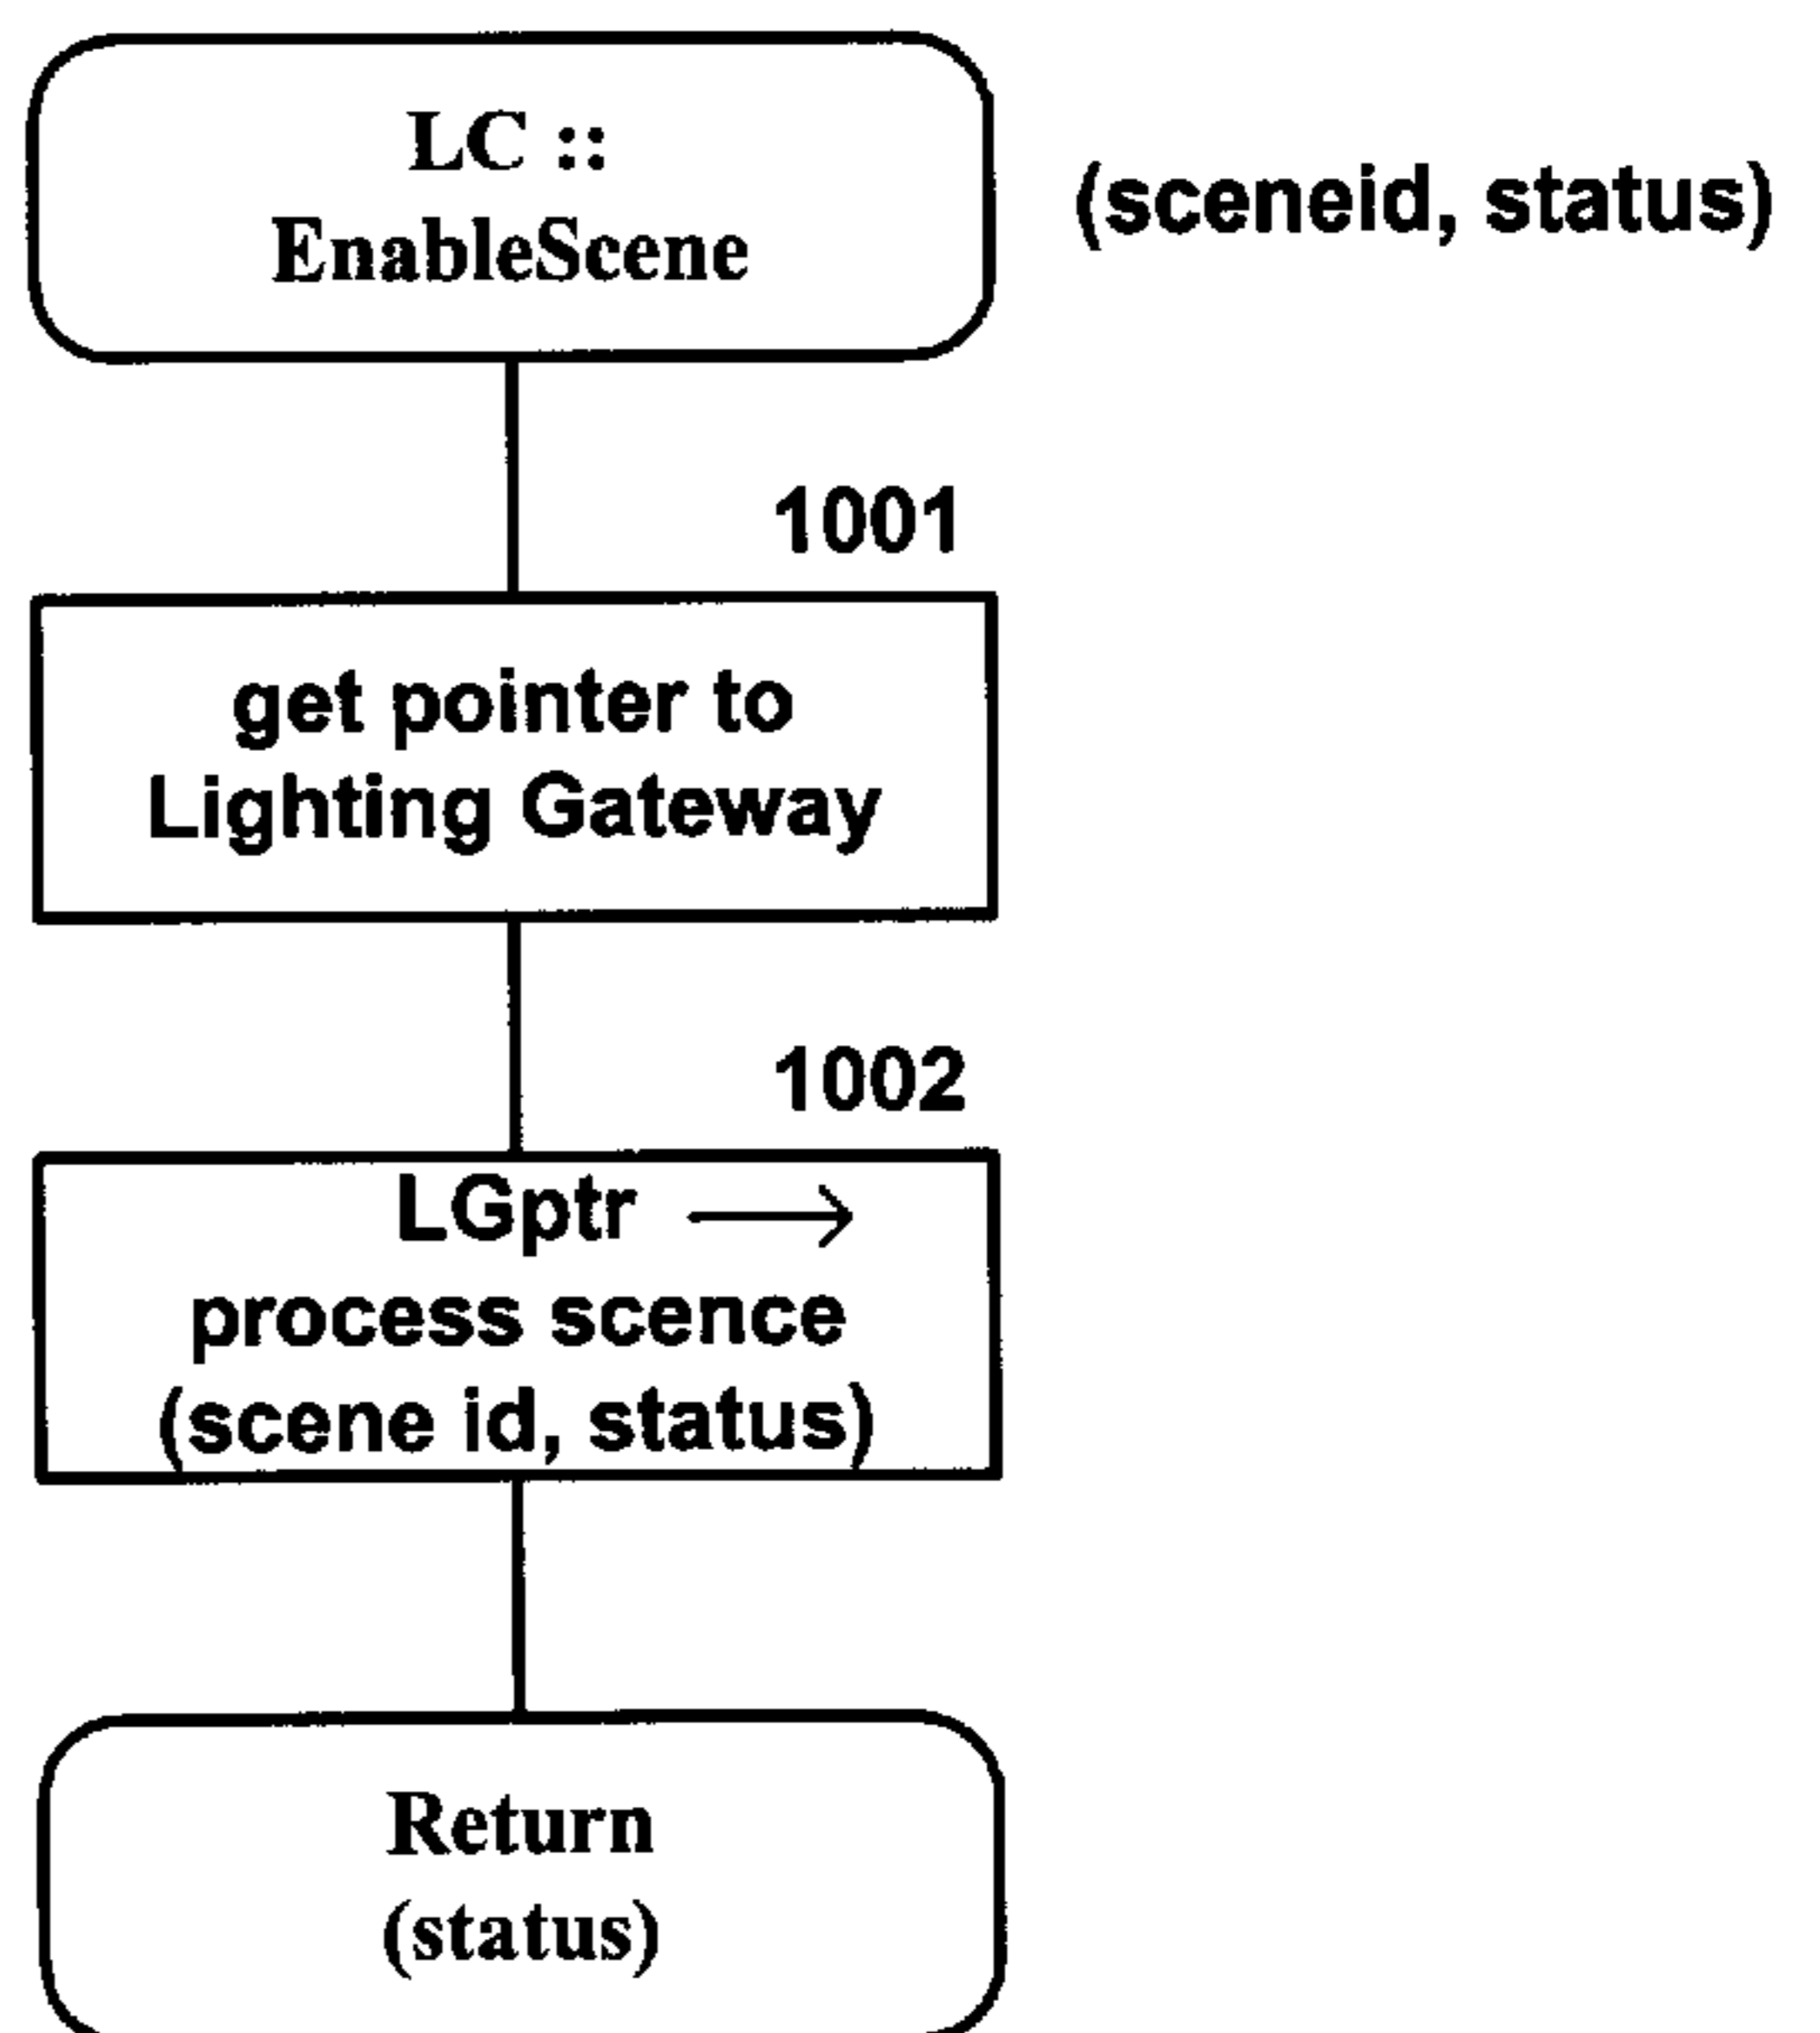 LC ::
EnableScene
(sceneid, status)
1001
get pointer to
Lighting Gateway
1002
LGptr →
process scence
(scene id, status)
Return
(status)